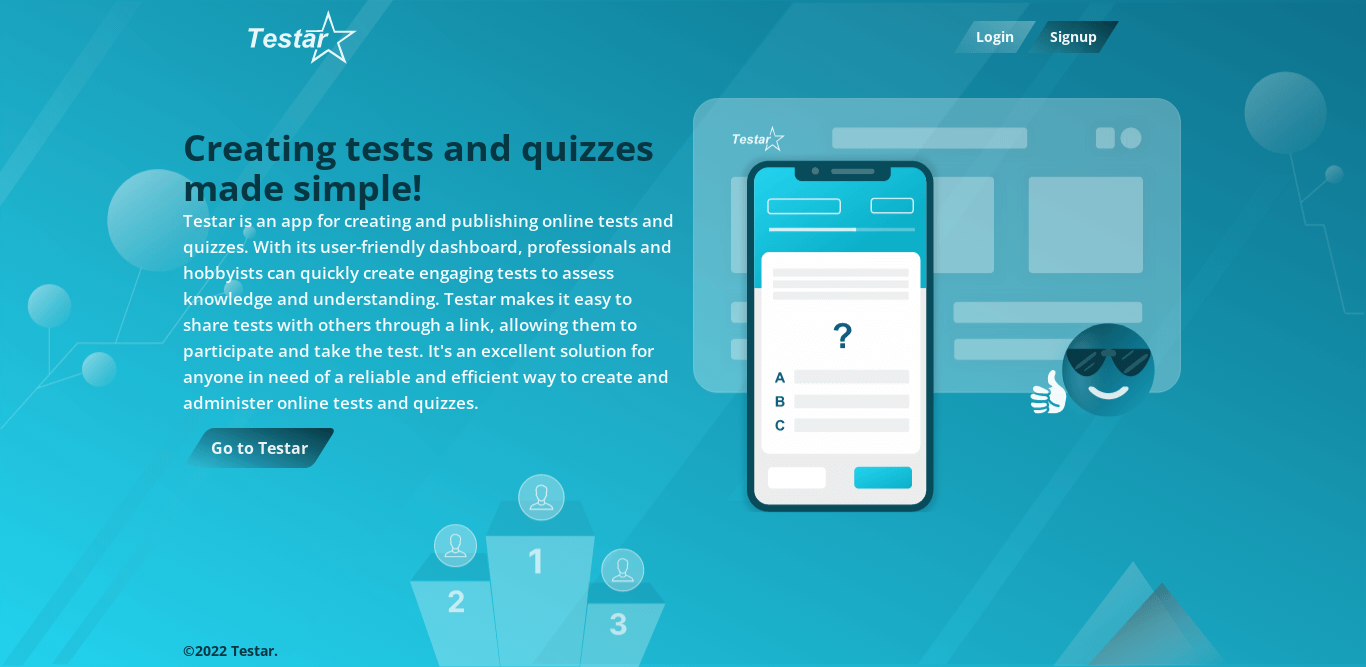 Testar
Login
Signup
Creating tests and quizzes
made simple!
Testar is an app for creating and publishing online tests and
quizzes. With its user-friendly dashboard, professionals and
hobbyists can quickly create engaging tests to assess
knowledge and understanding. Testar makes it easy to
share tests with others through a link, allowing them to
participate and take the test. It's an excellent solution for
anyone in need of a reliable and efficient way to create and
administer online tests and quizzes.
Go to Testar
Testar
?
A
B
C
1
2
3
©2022 Testar.